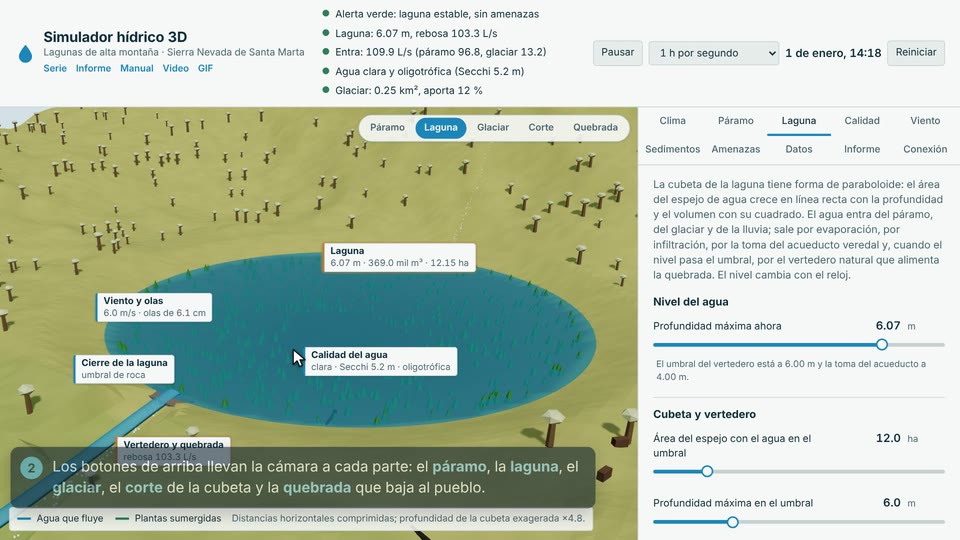 Simulador hídrico 3D
Lagunas de alta montaña · Sierra Nevada de Santa Marta
Serie Informe Manual Video GIF
Alerta verde: laguna estable, sin amenazas
Laguna: 6.07 m, rebosa 103.3 L/s
Entra: 109.9 L/s (páramo 96.8, glaciar 13.2)
Agua clara y oligotrófica (Secchi 5.2 m)
Glaciar: 0.25 km², aporta 12 %
Pausar
1 h por segundo
1 de enero, 14:18
Reiniciar
Páramo Laguna Glaciar Corte Quebrada
Laguna
6.07 m · 369.0 mil m³ · 12.15 ha
Viento y olas
6.0 m/s · olas de 6.1 cm
Calidad del agua
clara · Secchi 5.2 m · oligotrófica
Cierre de la laguna
umbral de roca
Vertedero y quebrada
rebosa 103.3 L/s
2 Los botones de arriba llevan la cámara a cada parte: el páramo, la laguna, el
glaciar, el corte de la cubeta y la quebrada que baja al pueblo.
Agua que fluye Plantas sumergidas Distancias horizontales comprimidas; profundidad de la cubeta exagerada ×4.8.
Clima Páramo Laguna Calidad Viento
Sedimentos Amenazas Datos Informe Conexión
La cubeta de la laguna tiene forma de paraboloide: el área
del espejo de agua crece en línea recta con la profundidad
y el volumen con su cuadrado. El agua entra del páramo,
del glaciar y de la lluvia; sale por evaporación, por
infiltración, por la toma del acueducto veredal y, cuando el
nivel pasa el umbral, por el vertedero natural que alimenta
la quebrada. El nivel cambia con el reloj.
Nivel del agua
Profundidad máxima ahora 6.07 m
El umbral del vertedero está a 6.00 m y la toma del acueducto a
4.00 m.
Cubeta y vertedero
Área del espejo con el agua en el
umbral 12.0 ha
Profundidad máxima en el umbral 6.0 m